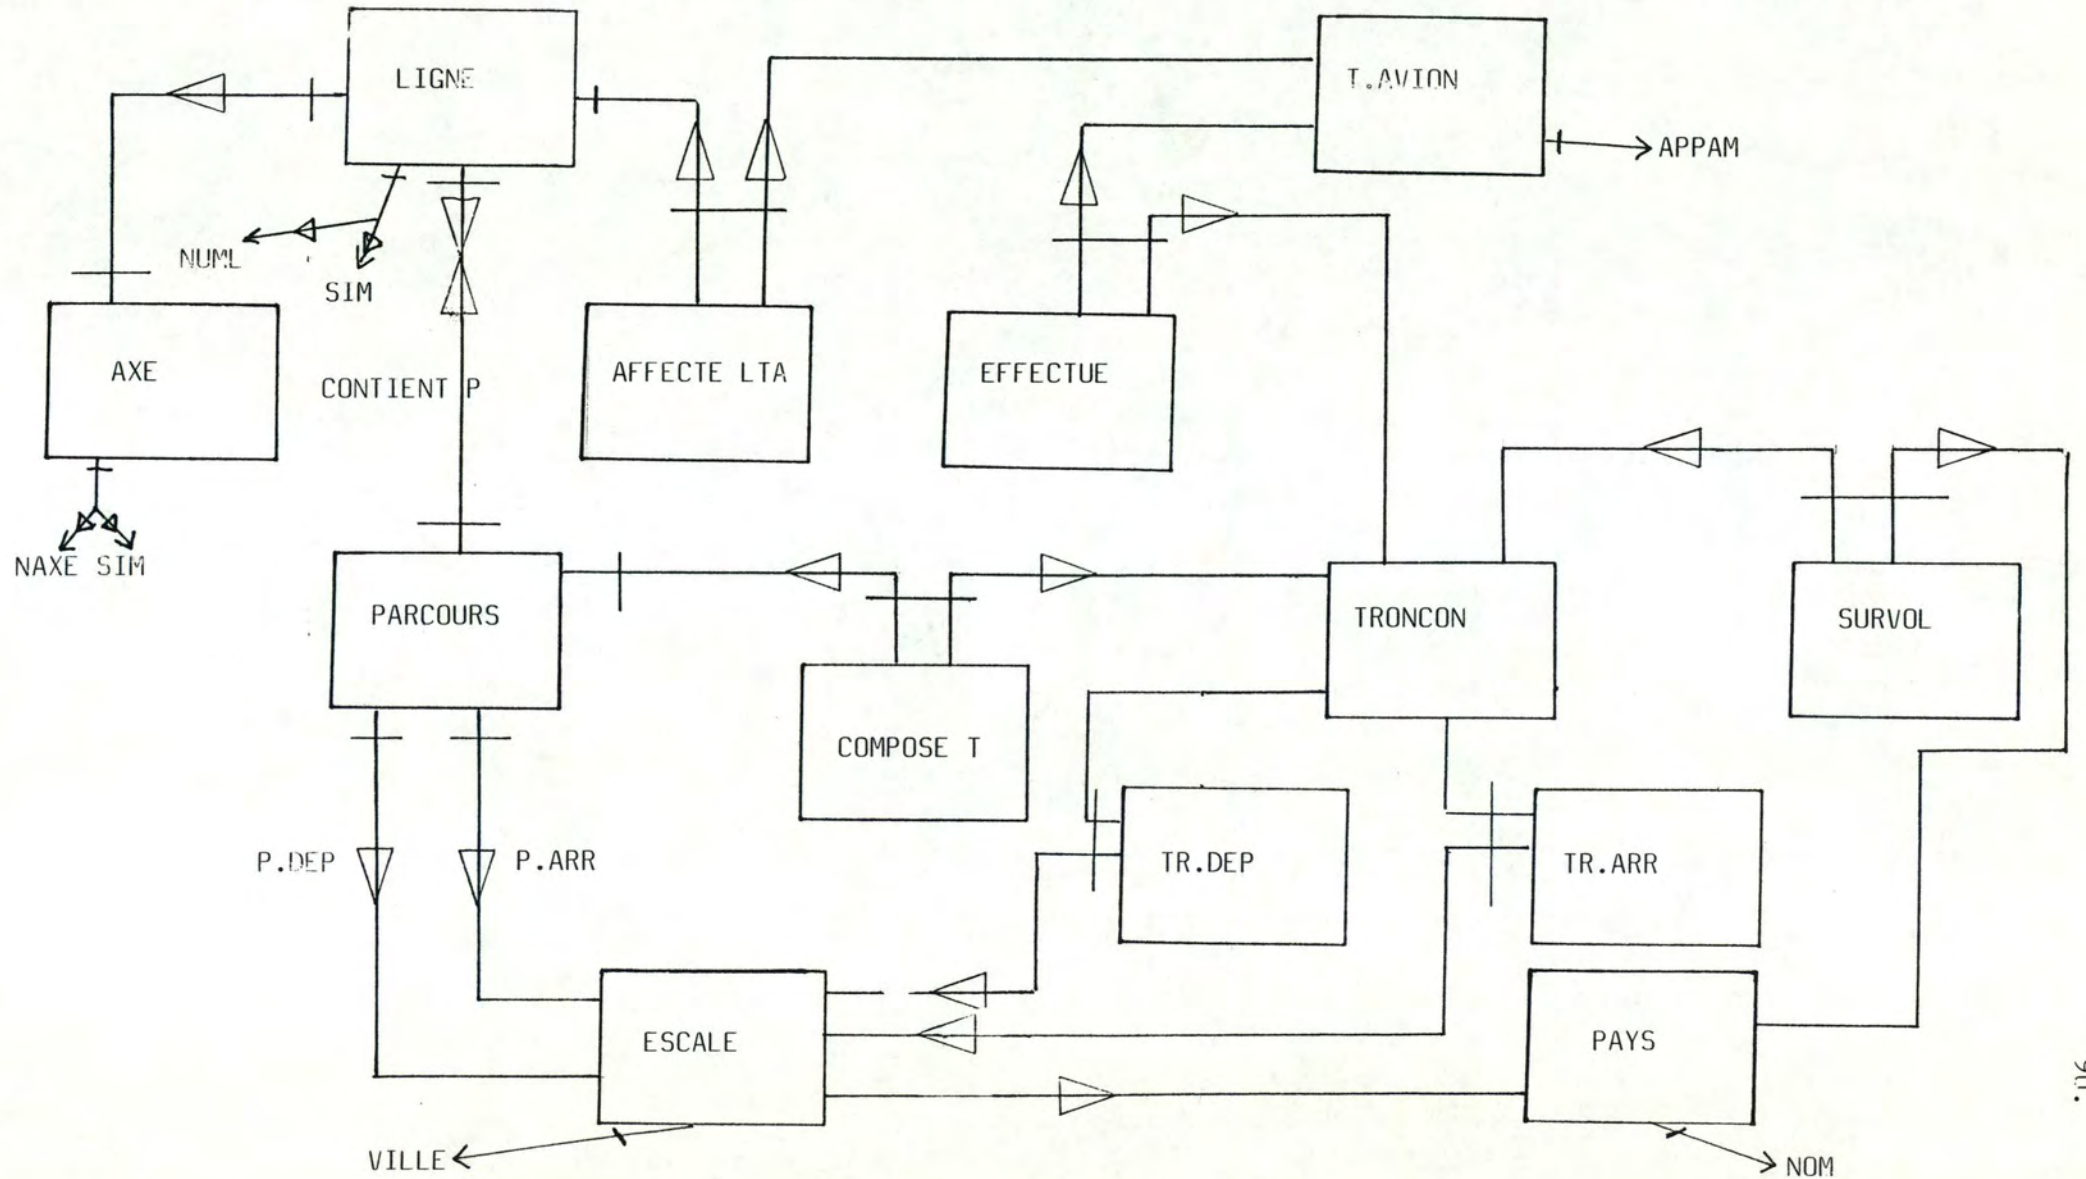 LIGNE
T.AVION
APPAM
NUML
SIM
AXE
CONTIENT P
AFFECTE LTA
EFFECTUE
NAXE SIM
PARCOURS
TRONCON
SURVOL
COMPOSE T
P.DEP
P.ARR
TR.DEP
TR.ARR
ESCALE
PAYS
VILLE
NOM